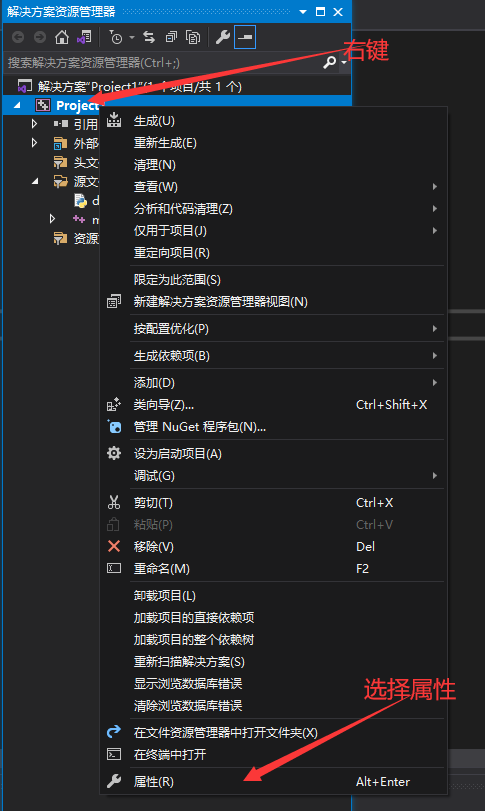 解决方案资源管理器
右键
搜索解决方案资源管理器(Ctrl+;)
解决方案"Project1"(1 个项目/共 1 个)
Project
引用
外部
头文
源文
d
m
资源
生成(U)
重新生成(E)
清理(N)
查看(W)
分析和代码清理(Z)
仅用于项目(J)
重定向项目(R)
限定为此范围(S)
新建解决方案资源管理器视图(N)
按配置优化(P)
生成依赖项(B)
添加(D)
类向导(Z)... Ctrl+Shift+X
管理 NuGet 程序包(N)...
设为启动项目(A)
调试(G)
剪切(T) Ctrl+X
粘贴(P) Ctrl+V
移除(V) Del
重命名(M) F2
卸载项目(L)
加载项目的直接依赖项
加载项目的整个依赖树
重新扫描解决方案(S)
显示浏览数据库错误
选择属性
清除浏览数据库错误
在文件资源管理器中打开文件夹(X)
在终端中打开
属性(R) Alt+Enter